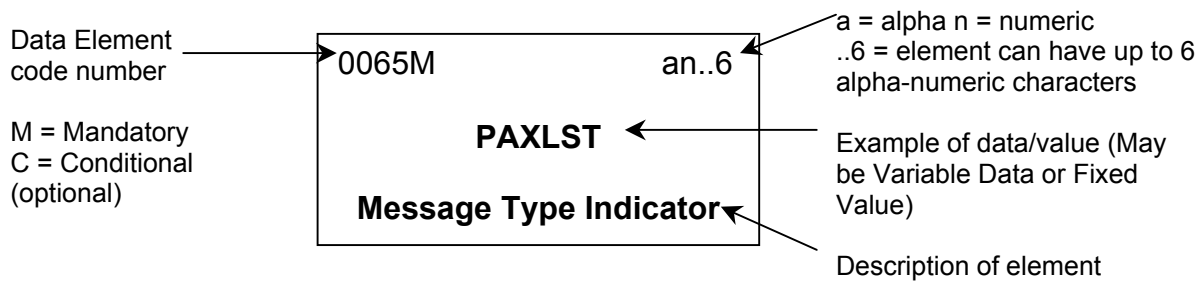 Data Element
code number
M = Mandatory
C = Conditional
(optional)
0065M an..6
PAXLST
Message Type Indicator
a = alpha n = numeric
..6 = element can have up to 6
alpha-numeric characters
Example of data/value (May
be Variable Data or Fixed
Value)
Description of element